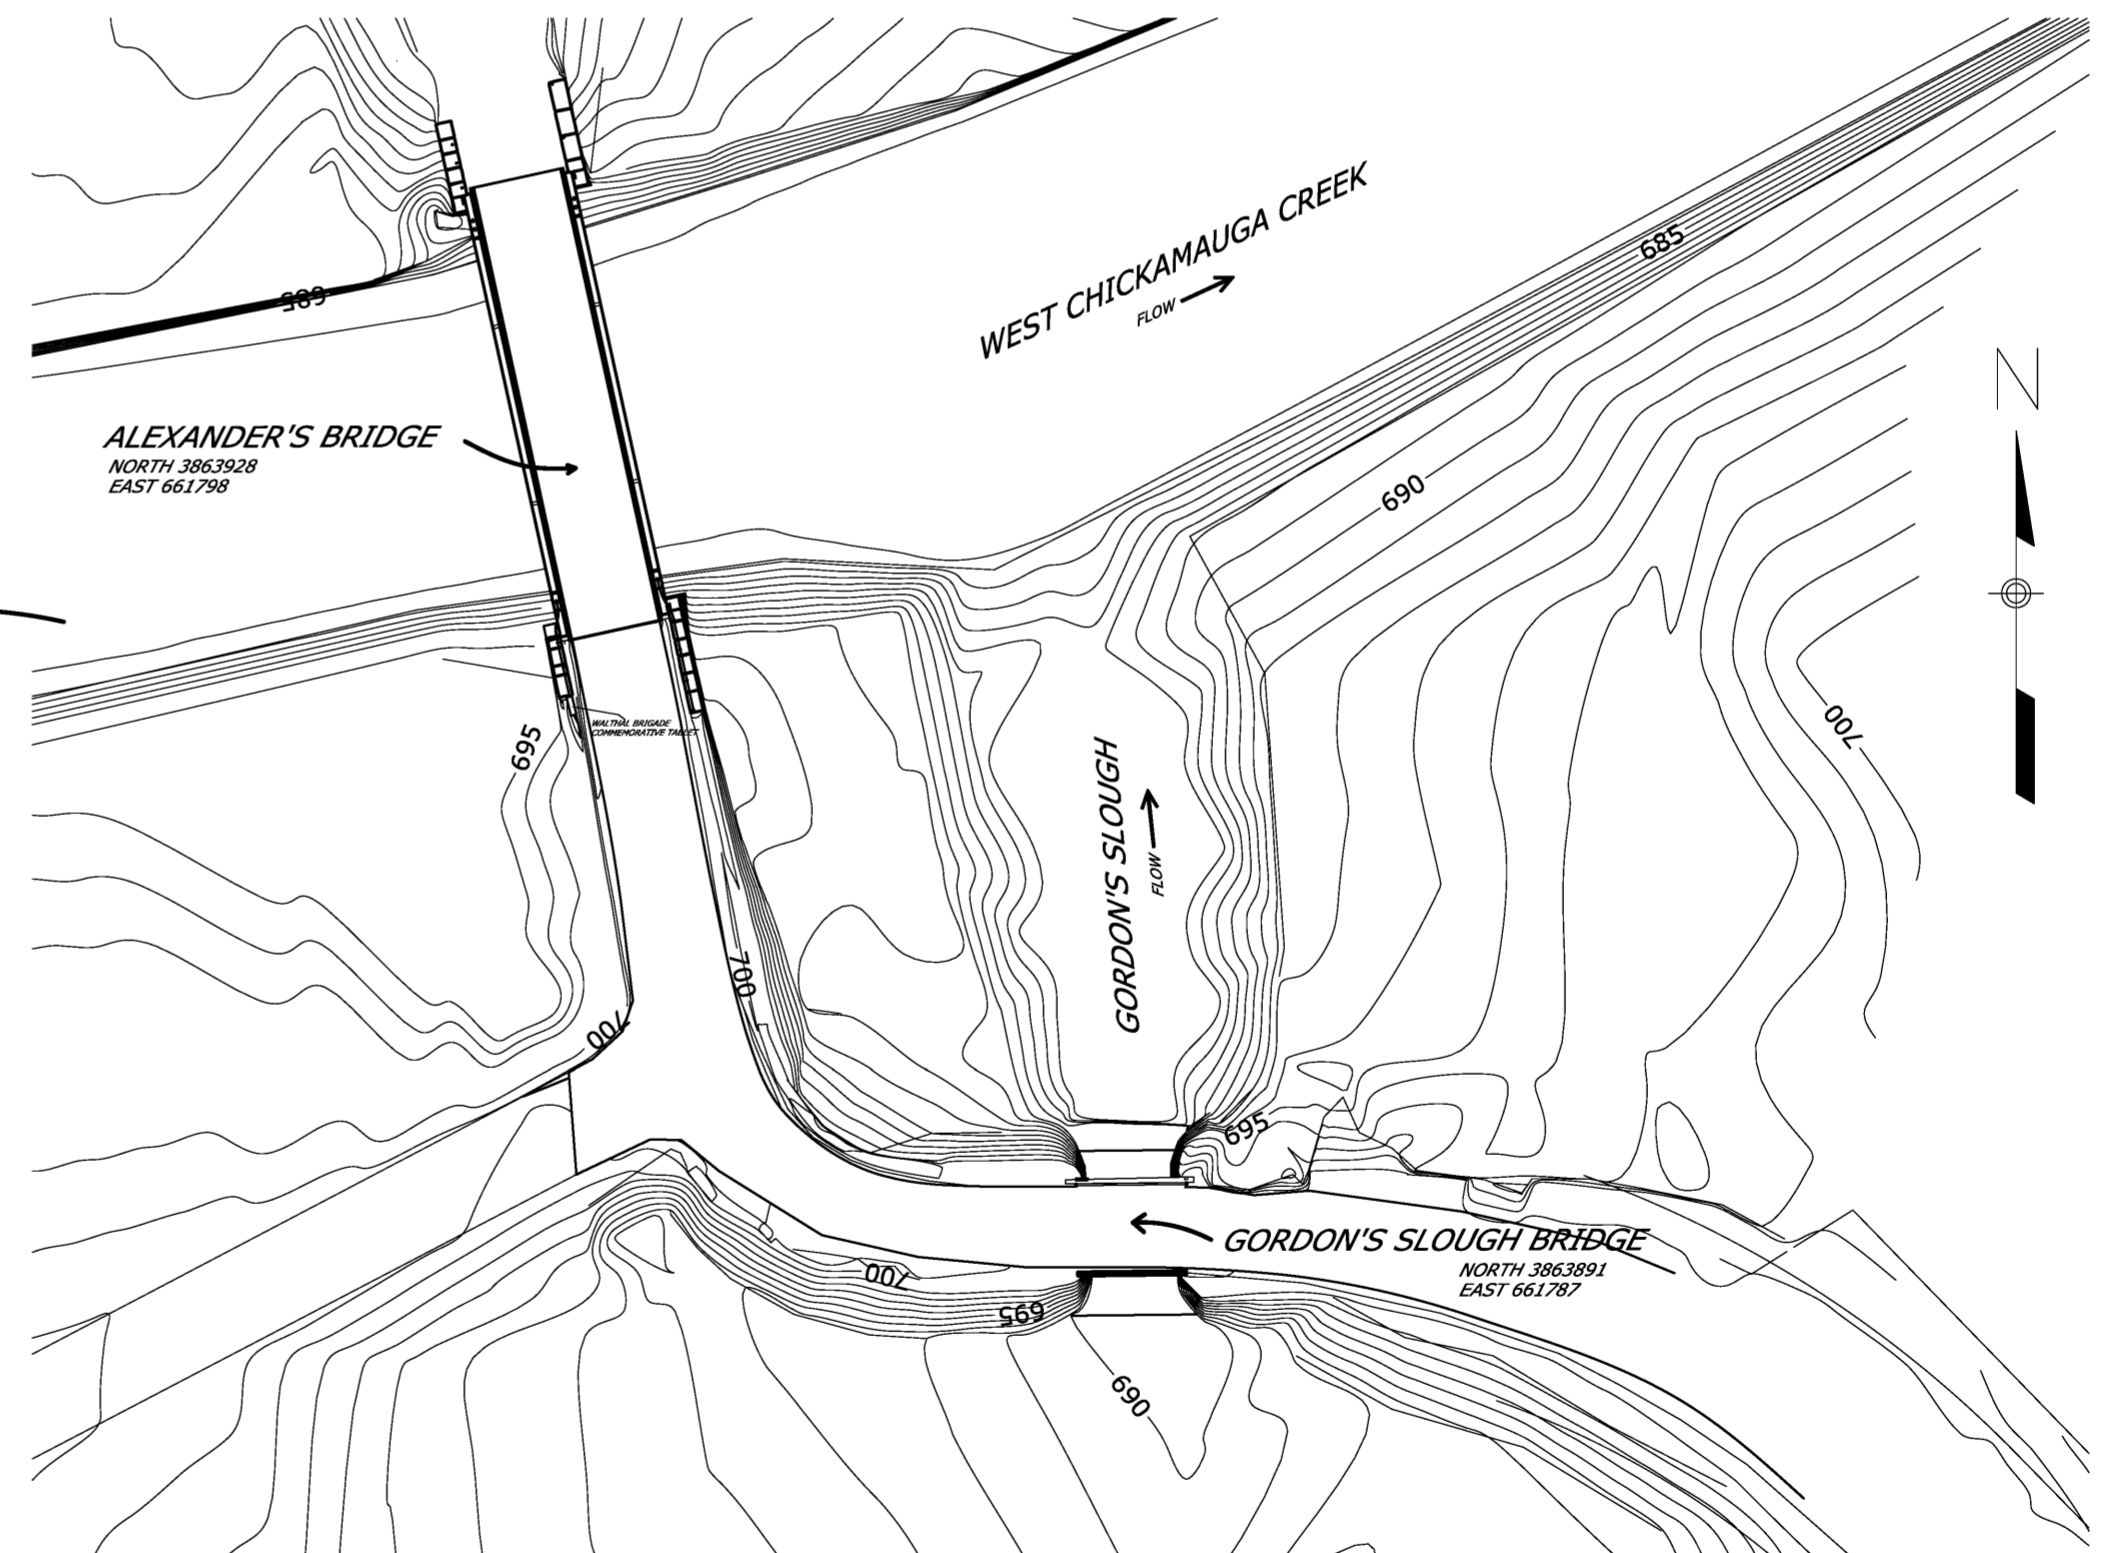 WEST CHICKAMAUGA CREEK
FLOW
685
685
N
ALEXANDER'S BRIDGE
NORTH 3863928
EAST 661798
690
WALTHAL BRIGADE
COMMEMORATIVE TABLET
695
700
GORDON'S SLOUGH
FLOW
700
700
695
GORDON'S SLOUGH BRIDGE
NORTH 3863891
EAST 661787
700
695
690